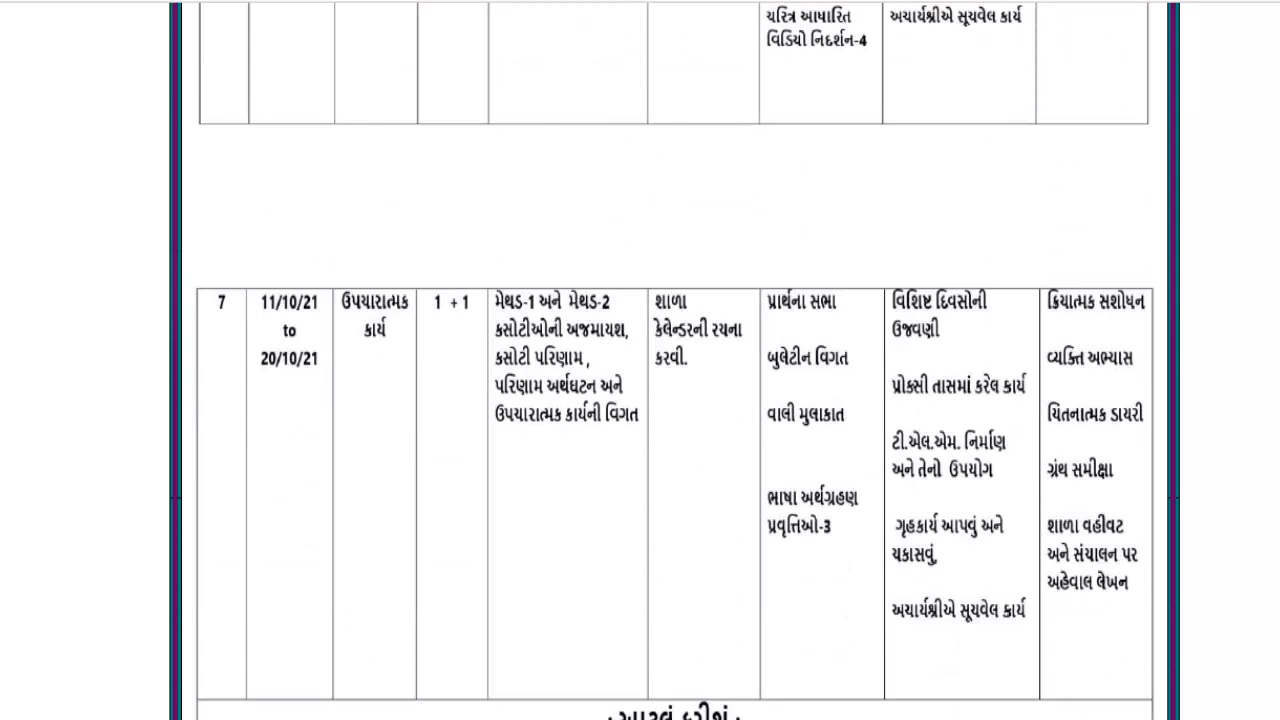 ચરિત્ર આધારિત
વિડિયો નિદર્શન-4
અચાર્યશ્રીએ સૂચવેલ કાર્ય
7
11/10/21
to
20/10/21
ઉપચારાત્મક
કાર્ય
1 + 1
મેથડ-1 અને મેથડ-2
કસોટીઓની અજમાયશ,
કસોટી પરિણામ ,
પરિણામ અર્થઘટન અને
ઉપચારાત્મક કાર્યની વિગત
શાળા
કેલેન્ડરની રચના
કરવી.
પ્રાર્થના સભા
બુલેટીન વિગત
વાલી મુલાકાત
ભાષા અર્થગ્રહણ
પ્રવૃત્તિઓ-3
વિશિષ્ટ દિવસોની
ઉજવણી
પ્રોક્સી તાસમાં કરેલ કાર્ય
ટી.એલ.એમ. નિર્માણ
અને તેનો ઉપયોગ
ગૃહકાર્ય આપવું અને
ચકાસવું,
અચાર્યશ્રીએ સૂચવેલ કાર્ય
ક્રિયાત્મક સશોધન
વ્યક્તિ અભ્યાસ
ચિતનાત્મક ડાયરી
ગ્રંથ સમીક્ષા
શાળા વહીવટ
અને સંચાલન પર
અહેવાલ લેખન